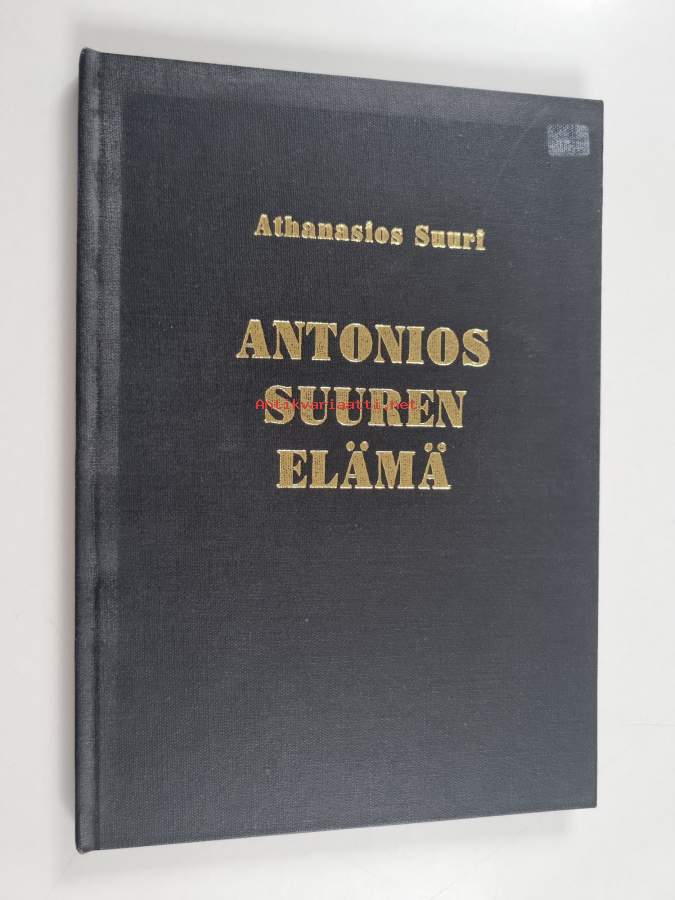 Athanasios Suuri
ANTONIOS
SUUREN
Antikvariaatti.net
ELÄMÄ